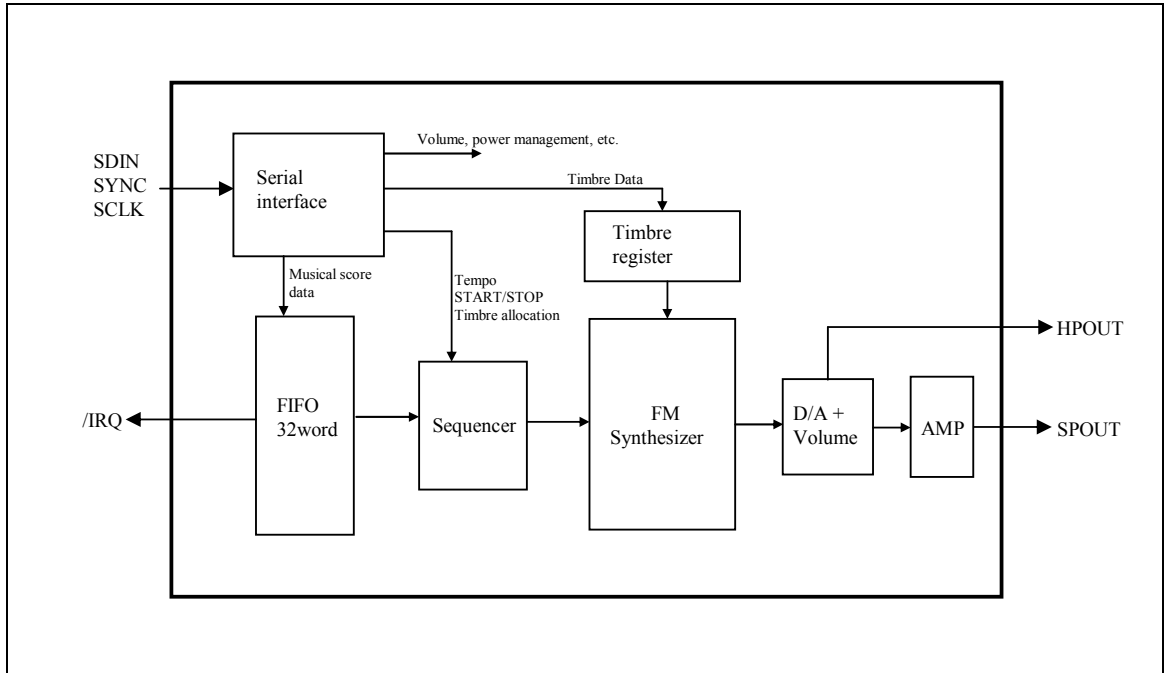 Volume, power management, etc.
SDIN
SYNC
SCLK
Serial
interface
Timbre Data
Timbre
register
Musical score
data
Tempo
START/STOP
Timbre allocation
HPOUT
/IRQ
FIFO
32word
Sequencer
FM
Synthesizer
D/A +
Volume
AMP
SPOUT